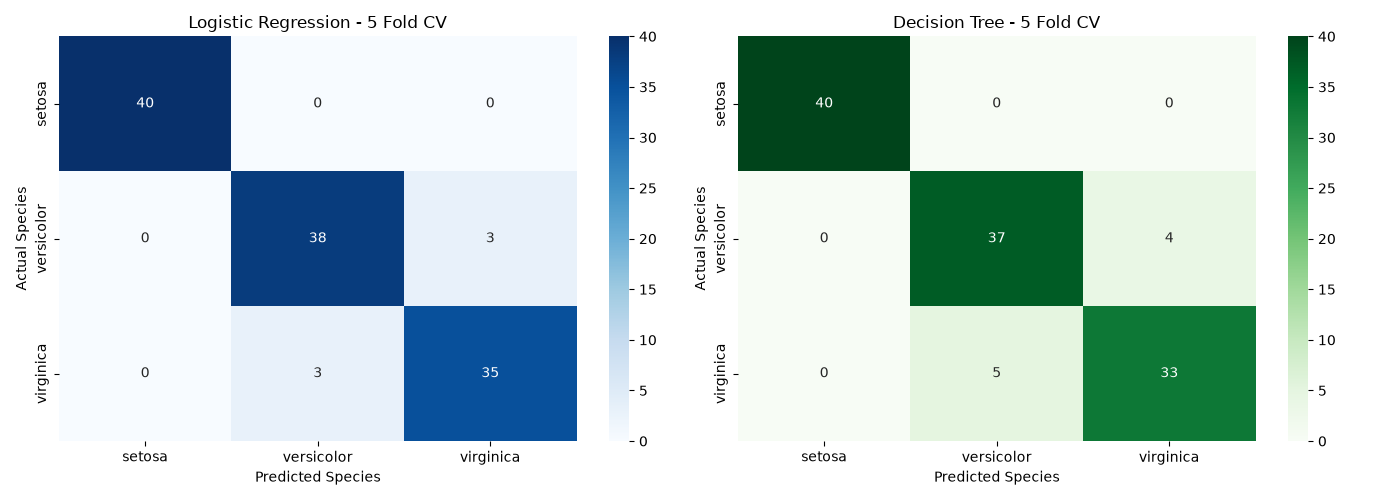 Logistic Regression - 5 Fold CV
Actual Species
setosa
versicolor
virginica
40 0 0
0 38 3
0 3 35
setosa versicolor virginica
Predicted Species
40
35
30
25
20
15
10
5
0
Decision Tree - 5 Fold CV
Actual Species
setosa
versicolor
virginica
40 0 0
0 37 4
0 5 33
setosa versicolor virginica
Predicted Species
40
35
30
25
20
15
10
5
0